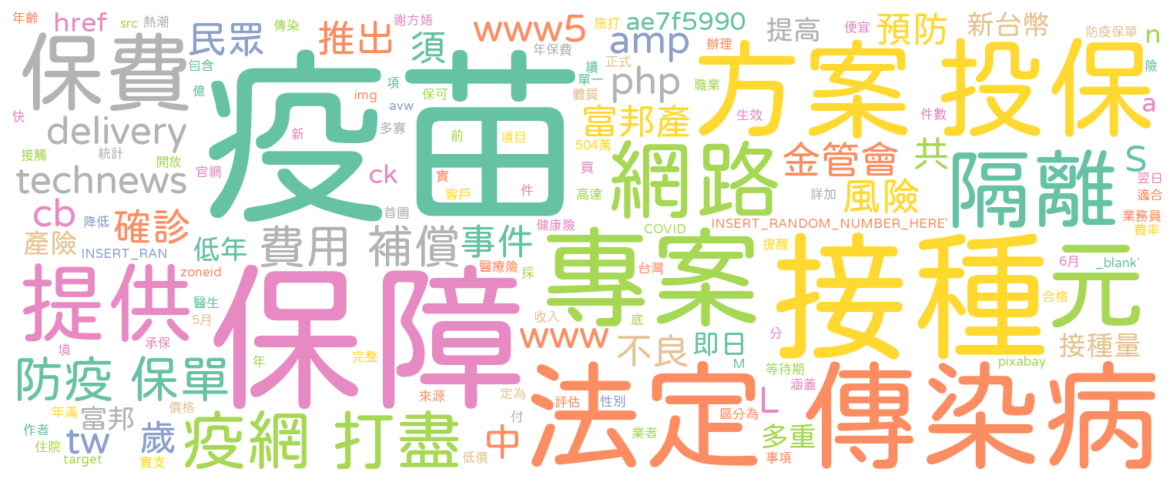 年齡 href src 熱潮 傳染 謝方娪 推出 須 www5 施打 ae7f5990 辦理 提高 便宜 預防 新台幣 防疫保單 n
保費 民眾 包含 年保費 續 正式 單一 amp 險
億 項 img 保可 avw 體質 php 職業 方案 投保 a
快 delivery 統計 多寡 疫苗 新 前 項目 富邦產 生效 件數
接觸 開放 504萬 共 S
technews 官網 ck 實 客戶 件 買 高達 網路 金管會 隔離 翌日
cb 降低 確診 首圖 健康險 詳加 風險 適合
產險 INSERT_RAN 低年 費用 補償 事件 COVID INSERT_RANDOM_NUMBER_HERE' 業務員 費率
提供 zoneid 醫療險 採 專案 台灣 提醒 接種 6月 _blank' 元
醫生 5月 保障 收入 底 合格
境 承保 年 完整 www 不良 即日 M 分 接種量
防疫 保單 來源 等待期 pixabay
年滿 富邦 價格 定為 評估 性別 涵蓋 L
作者 tw 歲 疫網 打盡 付 中 法定 區分為 傳染病
住院 target 實支 低價 業者 多重 事項